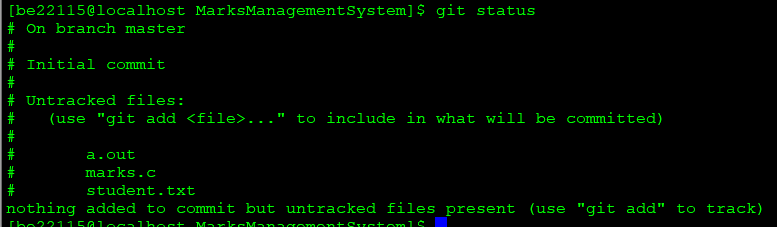 [be22115@localhost MarksManagementSystem]$ git status
# On branch master
#
# Initial commit
#
# Untracked files:
#   (use "git add <file>..." to include in what will be committed)
#
#       a.out
#       marks.c
#       student.txt
nothing added to commit but untracked files present (use "git add" to track)
[be22115@localhost MarksManagementSystem]$